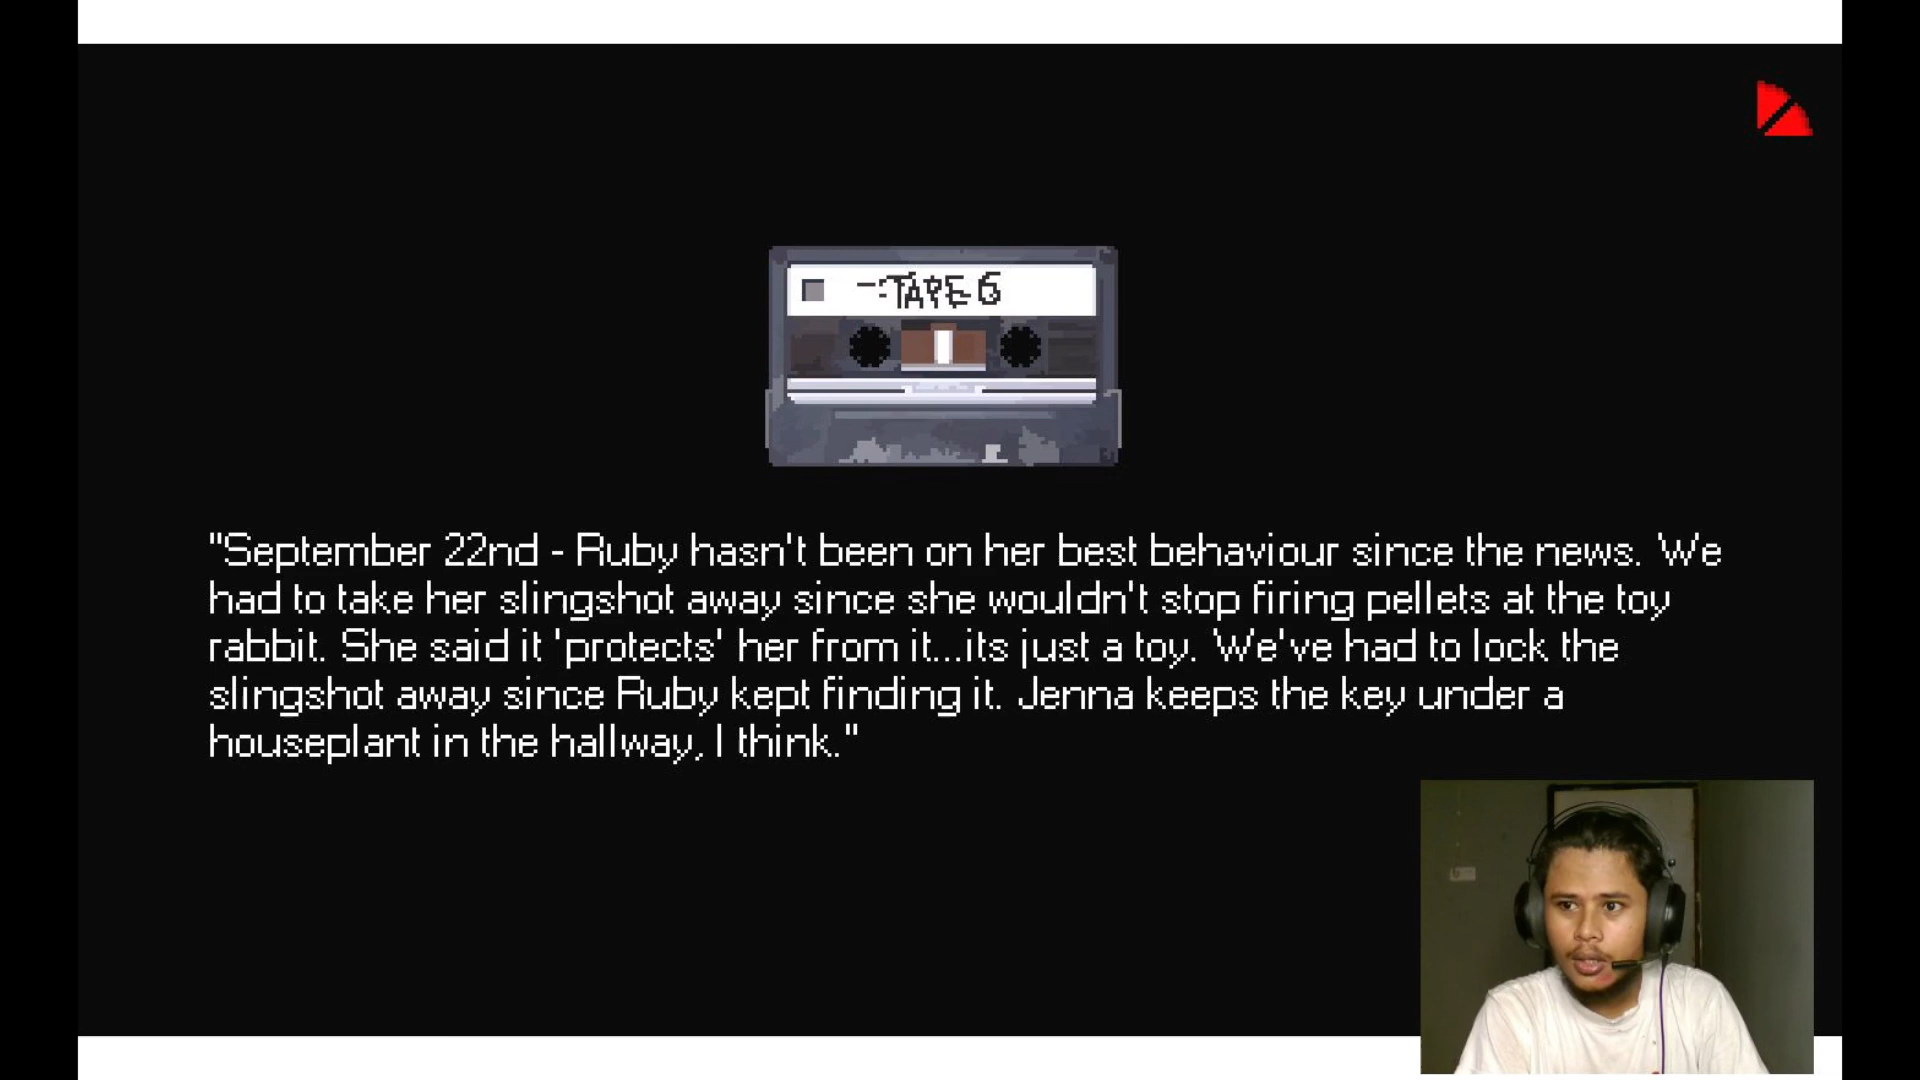 TAPE 6
"September 22nd - Ruby hasn't been on her best behaviour since the news. We
had to take her slingshot away since she wouldn't stop firing pellets at the toy
rabbit. She said it 'protects' her from it...its just a toy. We've had to lock the
slingshot away since Ruby kept finding it. Jenna keeps the key under a
houseplant in the hallway, I think."